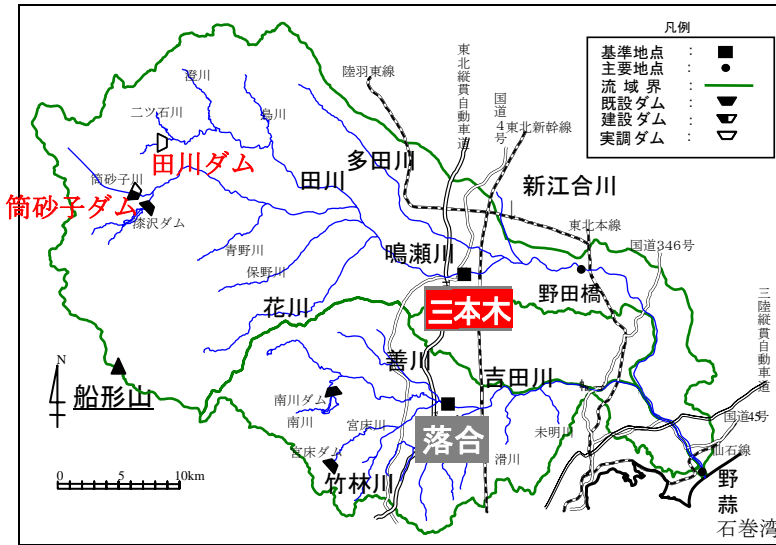 凡例
基準地点 :
主要地点 :
流域界 :
既設ダム :
建設ダム :
実調ダム :
陸羽東線
東北縦貫自動車道
国道4号
東北新幹線
澄川
二ツ石川
烏川
田川ダム
多田川
田川
新江合川
筒砂子川
筒砂子ダム
漆沢ダム
東北本線
国道346号
青野川
保野川
鳴瀬川
花川
三本木
野田橋
三陸縦貫自動車道
N
船形山
善川
吉田川
南川ダム
南川
宮床川
宮床ダム
落合
未明川
滑川
国道45号
仙石線
竹林川
野蒜
石巻湾
0 5 10km